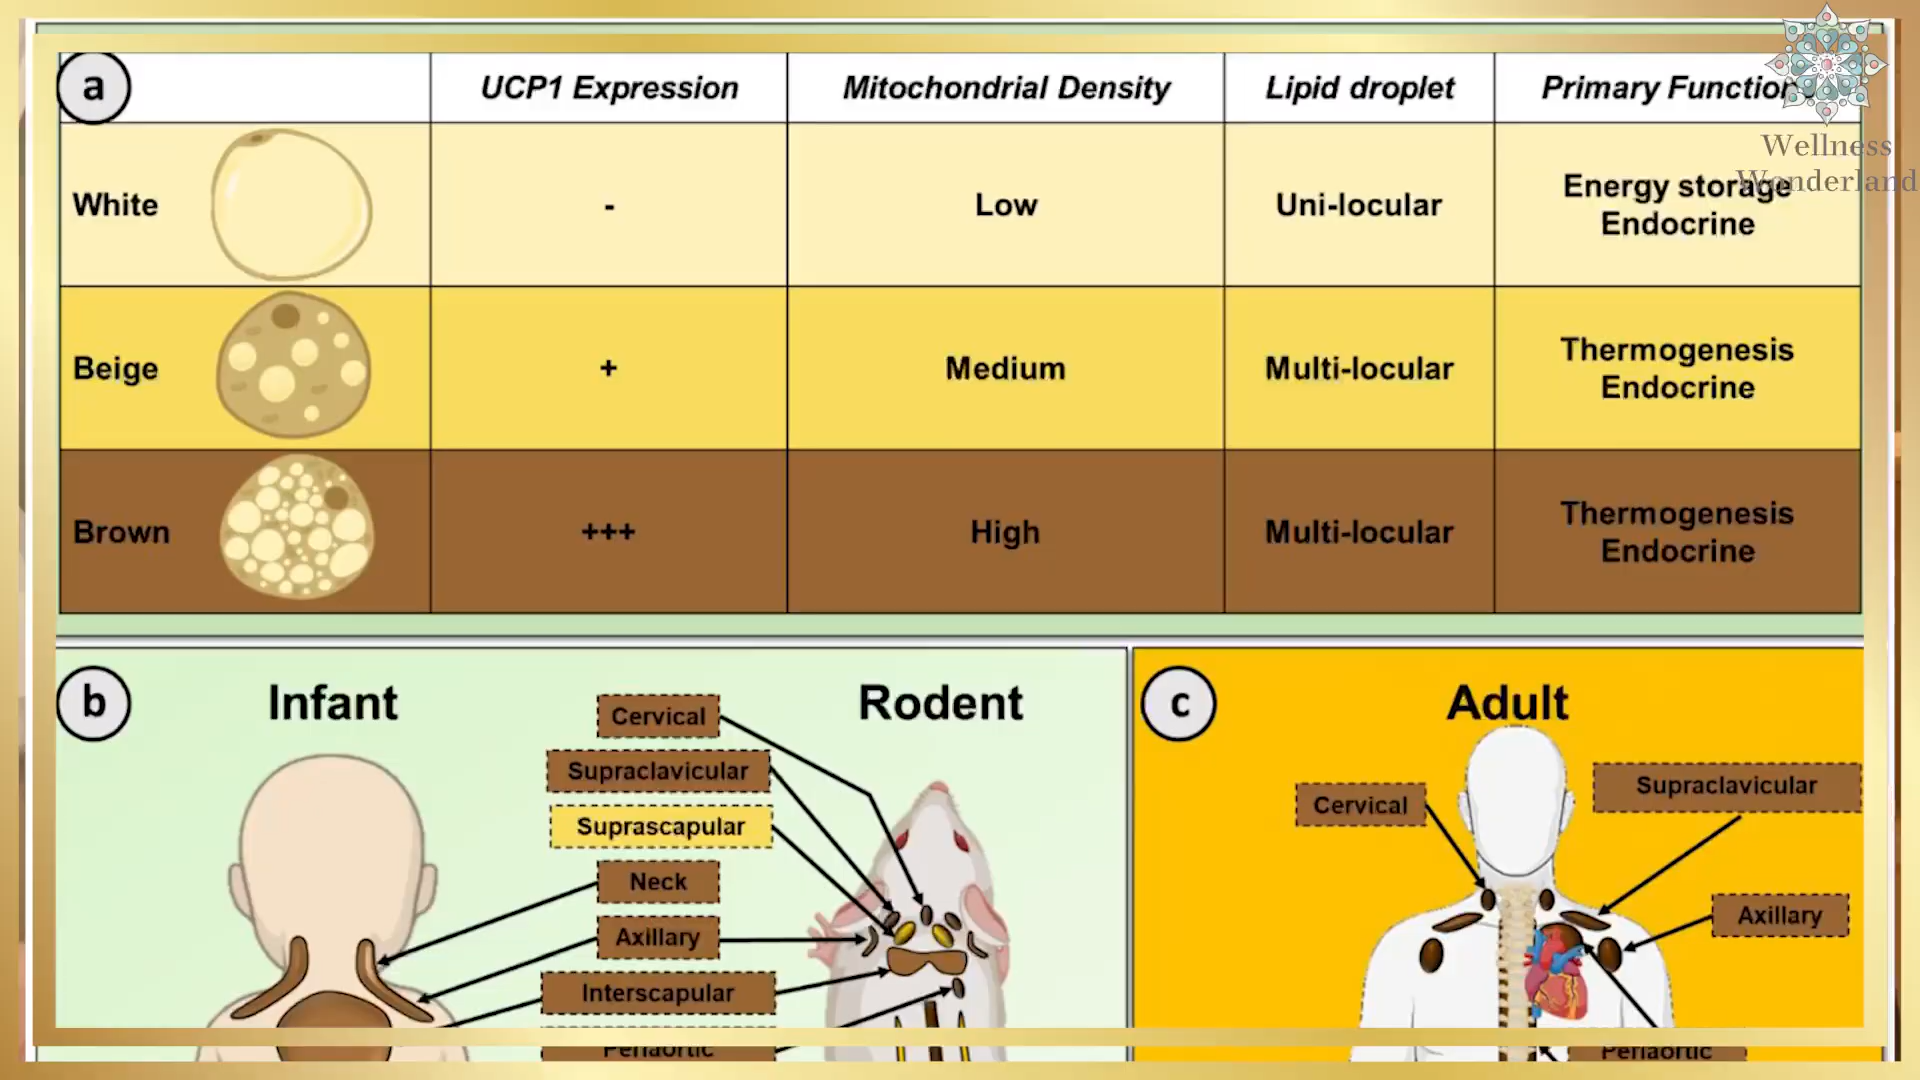 a
UCP1 Expression
Mitochondrial Density
Lipid droplet
Primary Function
Wellness
Wonderland
White
-
Low
Uni-locular
Energy storage
Endocrine
Beige
+
Medium
Multi-locular
Thermogenesis
Endocrine
Brown
+++
High
Multi-locular
Thermogenesis
Endocrine
b
Infant
Rodent
Cervical
Supraclavicular
Suprascapular
Neck
Axillary
Interscapular
Periaortic
c
Adult
Cervical
Supraclavicular
Axillary
Periaortic